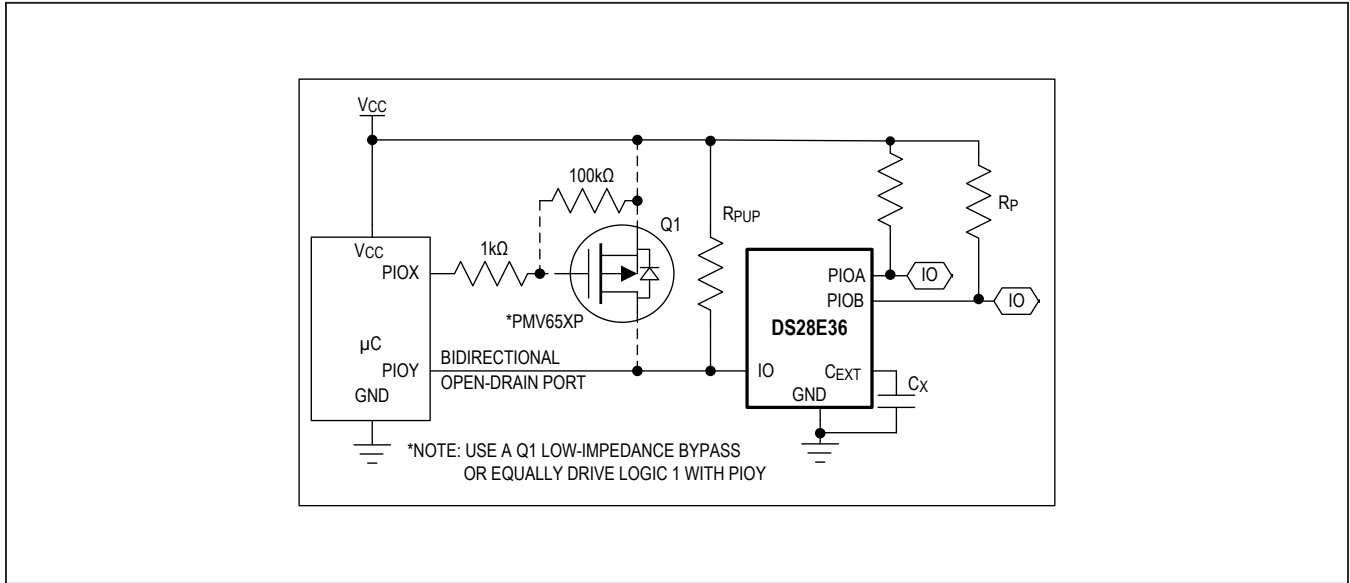 VCC
100kΩ
Q1
RPUP
RP
1kΩ
VCC
PIOX
*PMV65XP
µC
PIOY
GND
BIDIRECTIONAL
OPEN-DRAIN PORT
PIOA
IO
PIOB
IO
DS28E36
IO
CEXT
CX
GND
*NOTE: USE A Q1 LOW-IMPEDANCE BYPASS
OR EQUALLY DRIVE LOGIC 1 WITH PIOY